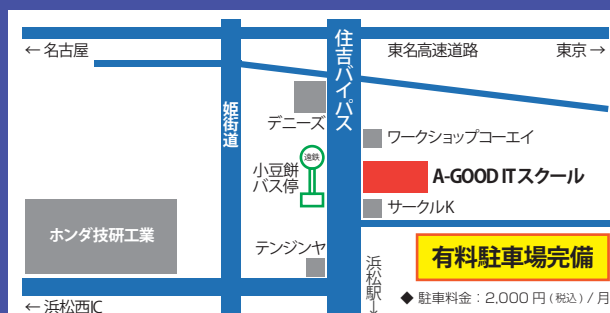 ← 名古屋
東名高速道路
東京 →
住吉バイパス
姫街道
デニーズ
遠鉄
小豆餅
バス停
ワークショップコーエイ
A-GOOD ITスクール
サークルK
ホンダ技研工業
テンジンヤ
浜松駅→
有料駐車場完備
◆ 駐車料金：2,000 円 (税込) / 月
← 浜松西IC